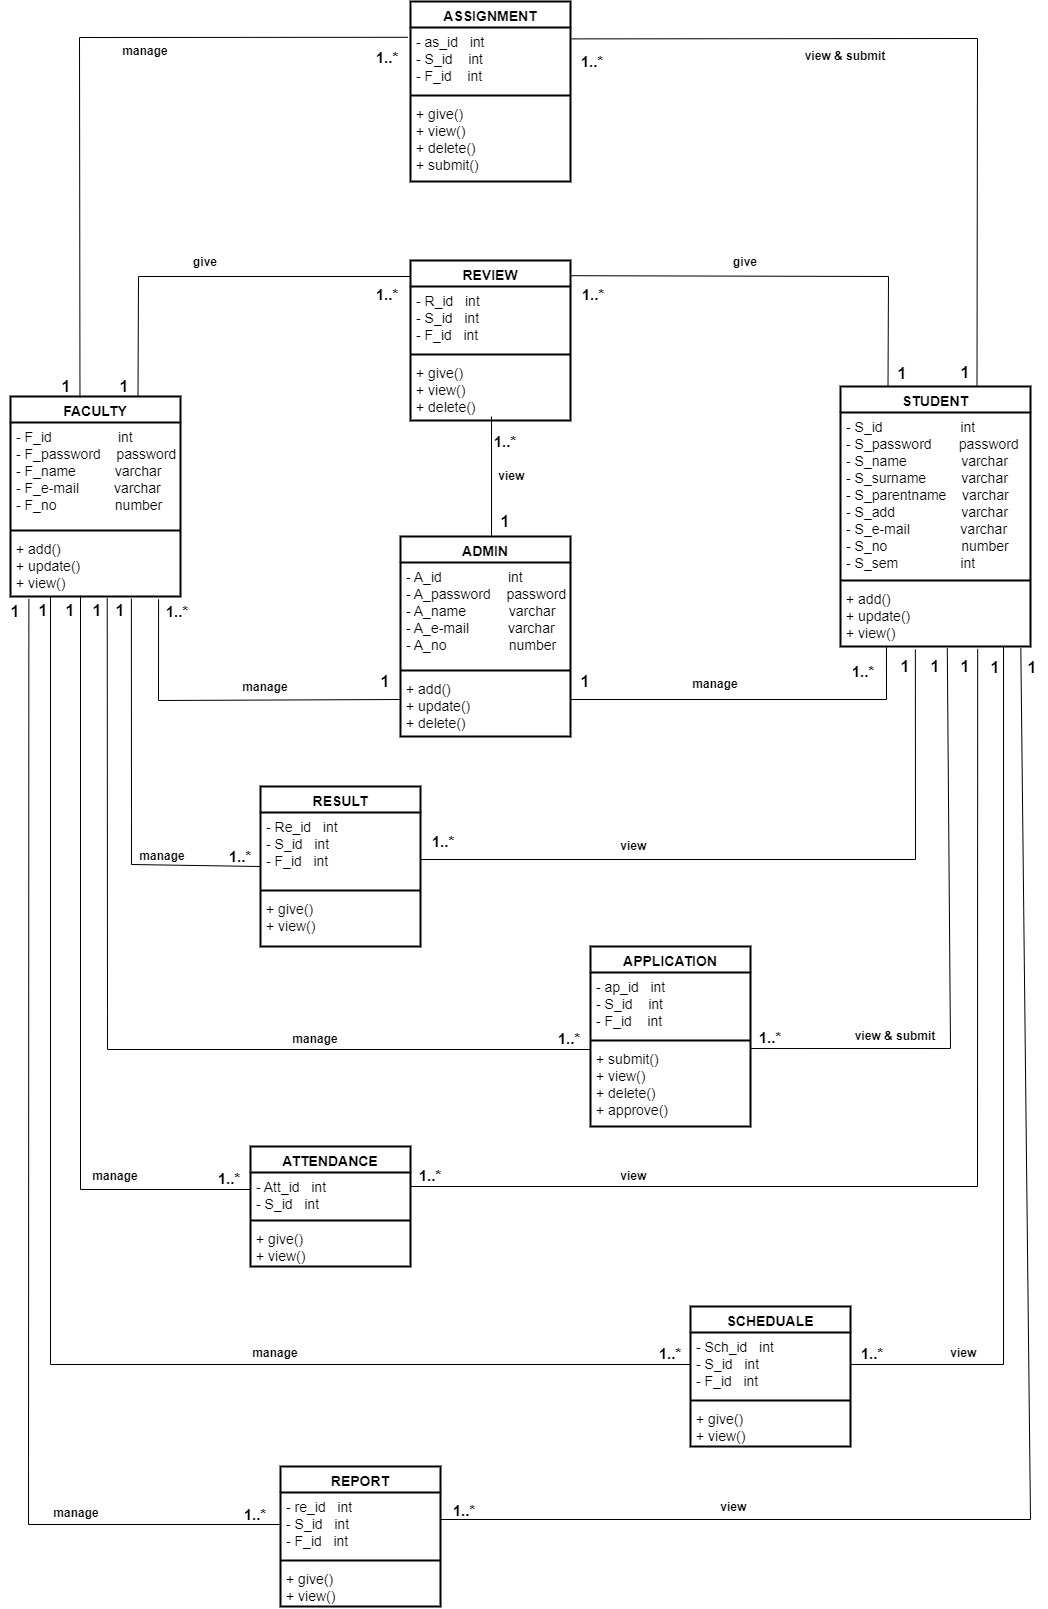 ASSIGNMENT
- as_id int
- S_id int
- F_id int
+ give()
+ view()
+ delete()
+ submit()
manage
1..*
1..*
view & submit
give
1..*
REVIEW
- R_id int
- S_id int
- F_id int
+ give()
+ view()
+ delete()
give
1..*
1
1
1
1
FACULTY
- F_id int
- F_password password
- F_name varchar
- F_e-mail varchar
- F_no number
+ add()
+ update()
+ view()
1..*
view
1
STUDENT
- S_id int
- S_password password
- S_name varchar
- S_surname varchar
- S_parentname varchar
- S_add varchar
- S_e-mail varchar
- S_no number
- S_sem int
+ add()
+ update()
+ view()
ADMIN
- A_id int
- A_password password
- A_name varchar
- A_e-mail varchar
- A_no number
+ add()
+ update()
+ delete()
1 1 1 1 1 1..*
1..* 1 1 1 1 1
manage
1
1
manage
RESULT
- Re_id int
- S_id int
- F_id int
+ give()
+ view()
manage
1..*
1..*
view
APPLICATION
- ap_id int
- S_id int
- F_id int
+ submit()
+ view()
+ delete()
+ approve()
manage
1..*
1..*
view & submit
ATTENDANCE
- Att_id int
- S_id int
+ give()
+ view()
manage
1..*
1..*
view
SCHEDUALE
- Sch_id int
- S_id int
- F_id int
+ give()
+ view()
manage
1..*
1..*
view
REPORT
- re_id int
- S_id int
- F_id int
+ give()
+ view()
manage
1..*
1..*
view